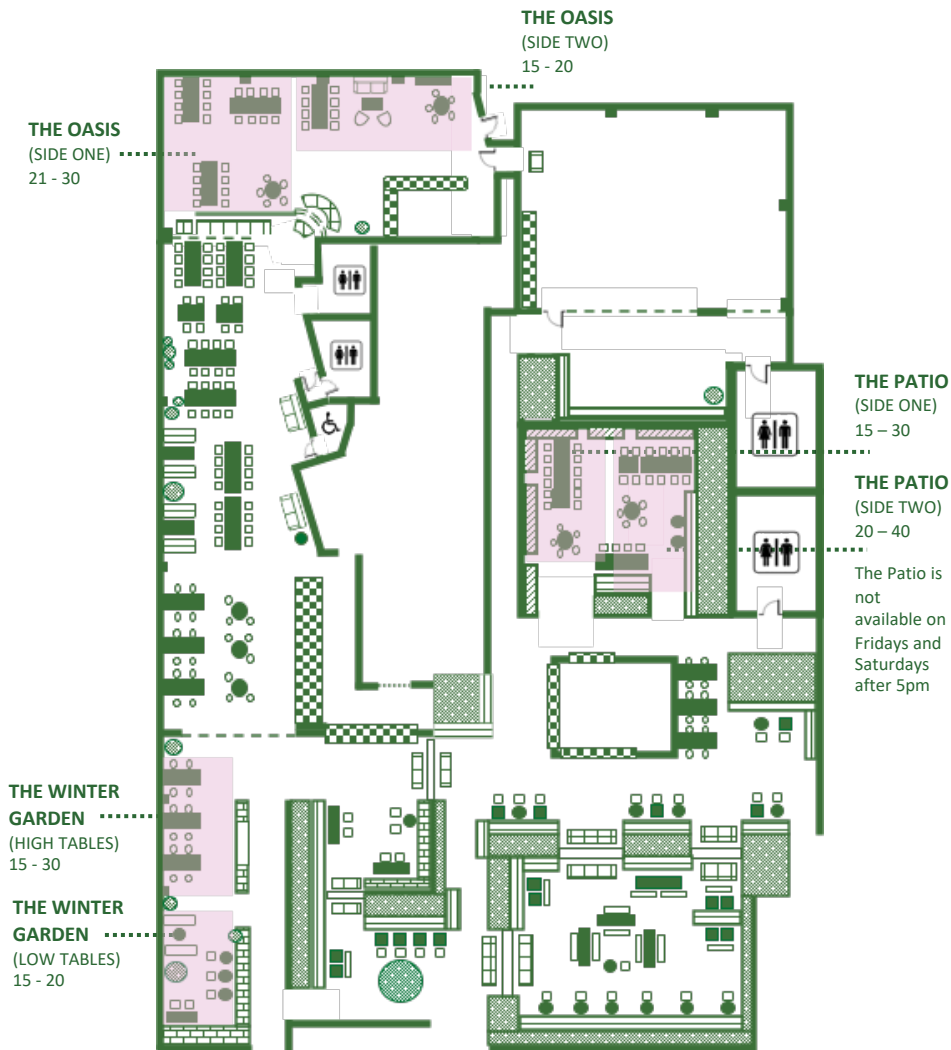 THE OASIS
(SIDE TWO)
15 - 20
THE OASIS
(SIDE ONE)
21 - 30
THE PATIO
(SIDE ONE)
15 – 30
THE PATIO
(SIDE TWO)
20 – 40
The Patio is
not
available on
Fridays and
Saturdays
after 5pm
THE WINTER
GARDEN
(HIGH TABLES)
15 - 30
THE WINTER
GARDEN
(LOW TABLES)
15 - 20